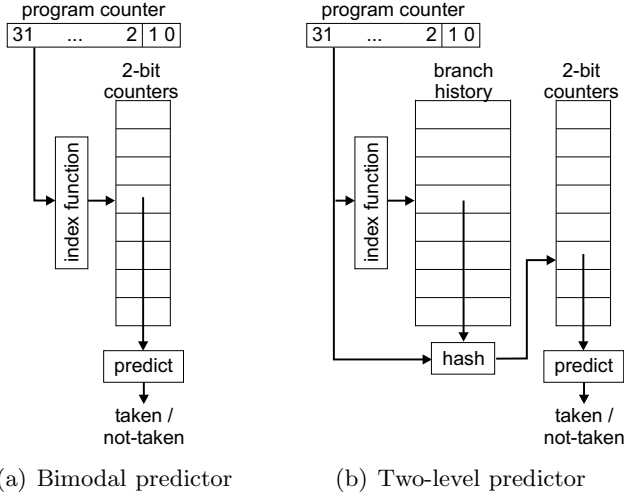 program counter
31 ... 2 1 0
2-bit
counters
index function
predict
taken /
not-taken
(a) Bimodal predictor
program counter
31 ... 2 1 0
branch
history
2-bit
counters
index function
hash
predict
taken /
not-taken
(b) Two-level predictor